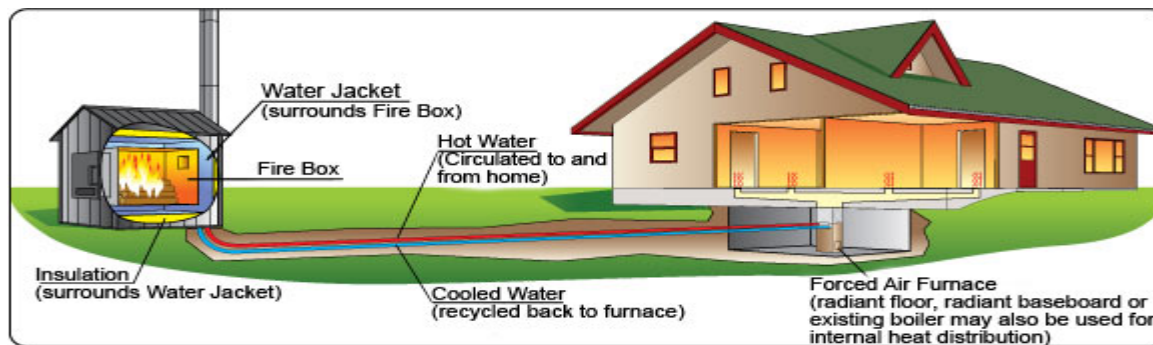 Water Jacket
(surrounds Fire Box)
Fire Box
Hot Water
(Circulated to and
from home)
Insulation
(surrounds Water Jacket)
Cooled Water
(recycled back to furnace)
Forced Air Furnace
(radiant floor, radiant baseboard or
existing boiler may also be used for
internal heat distribution)